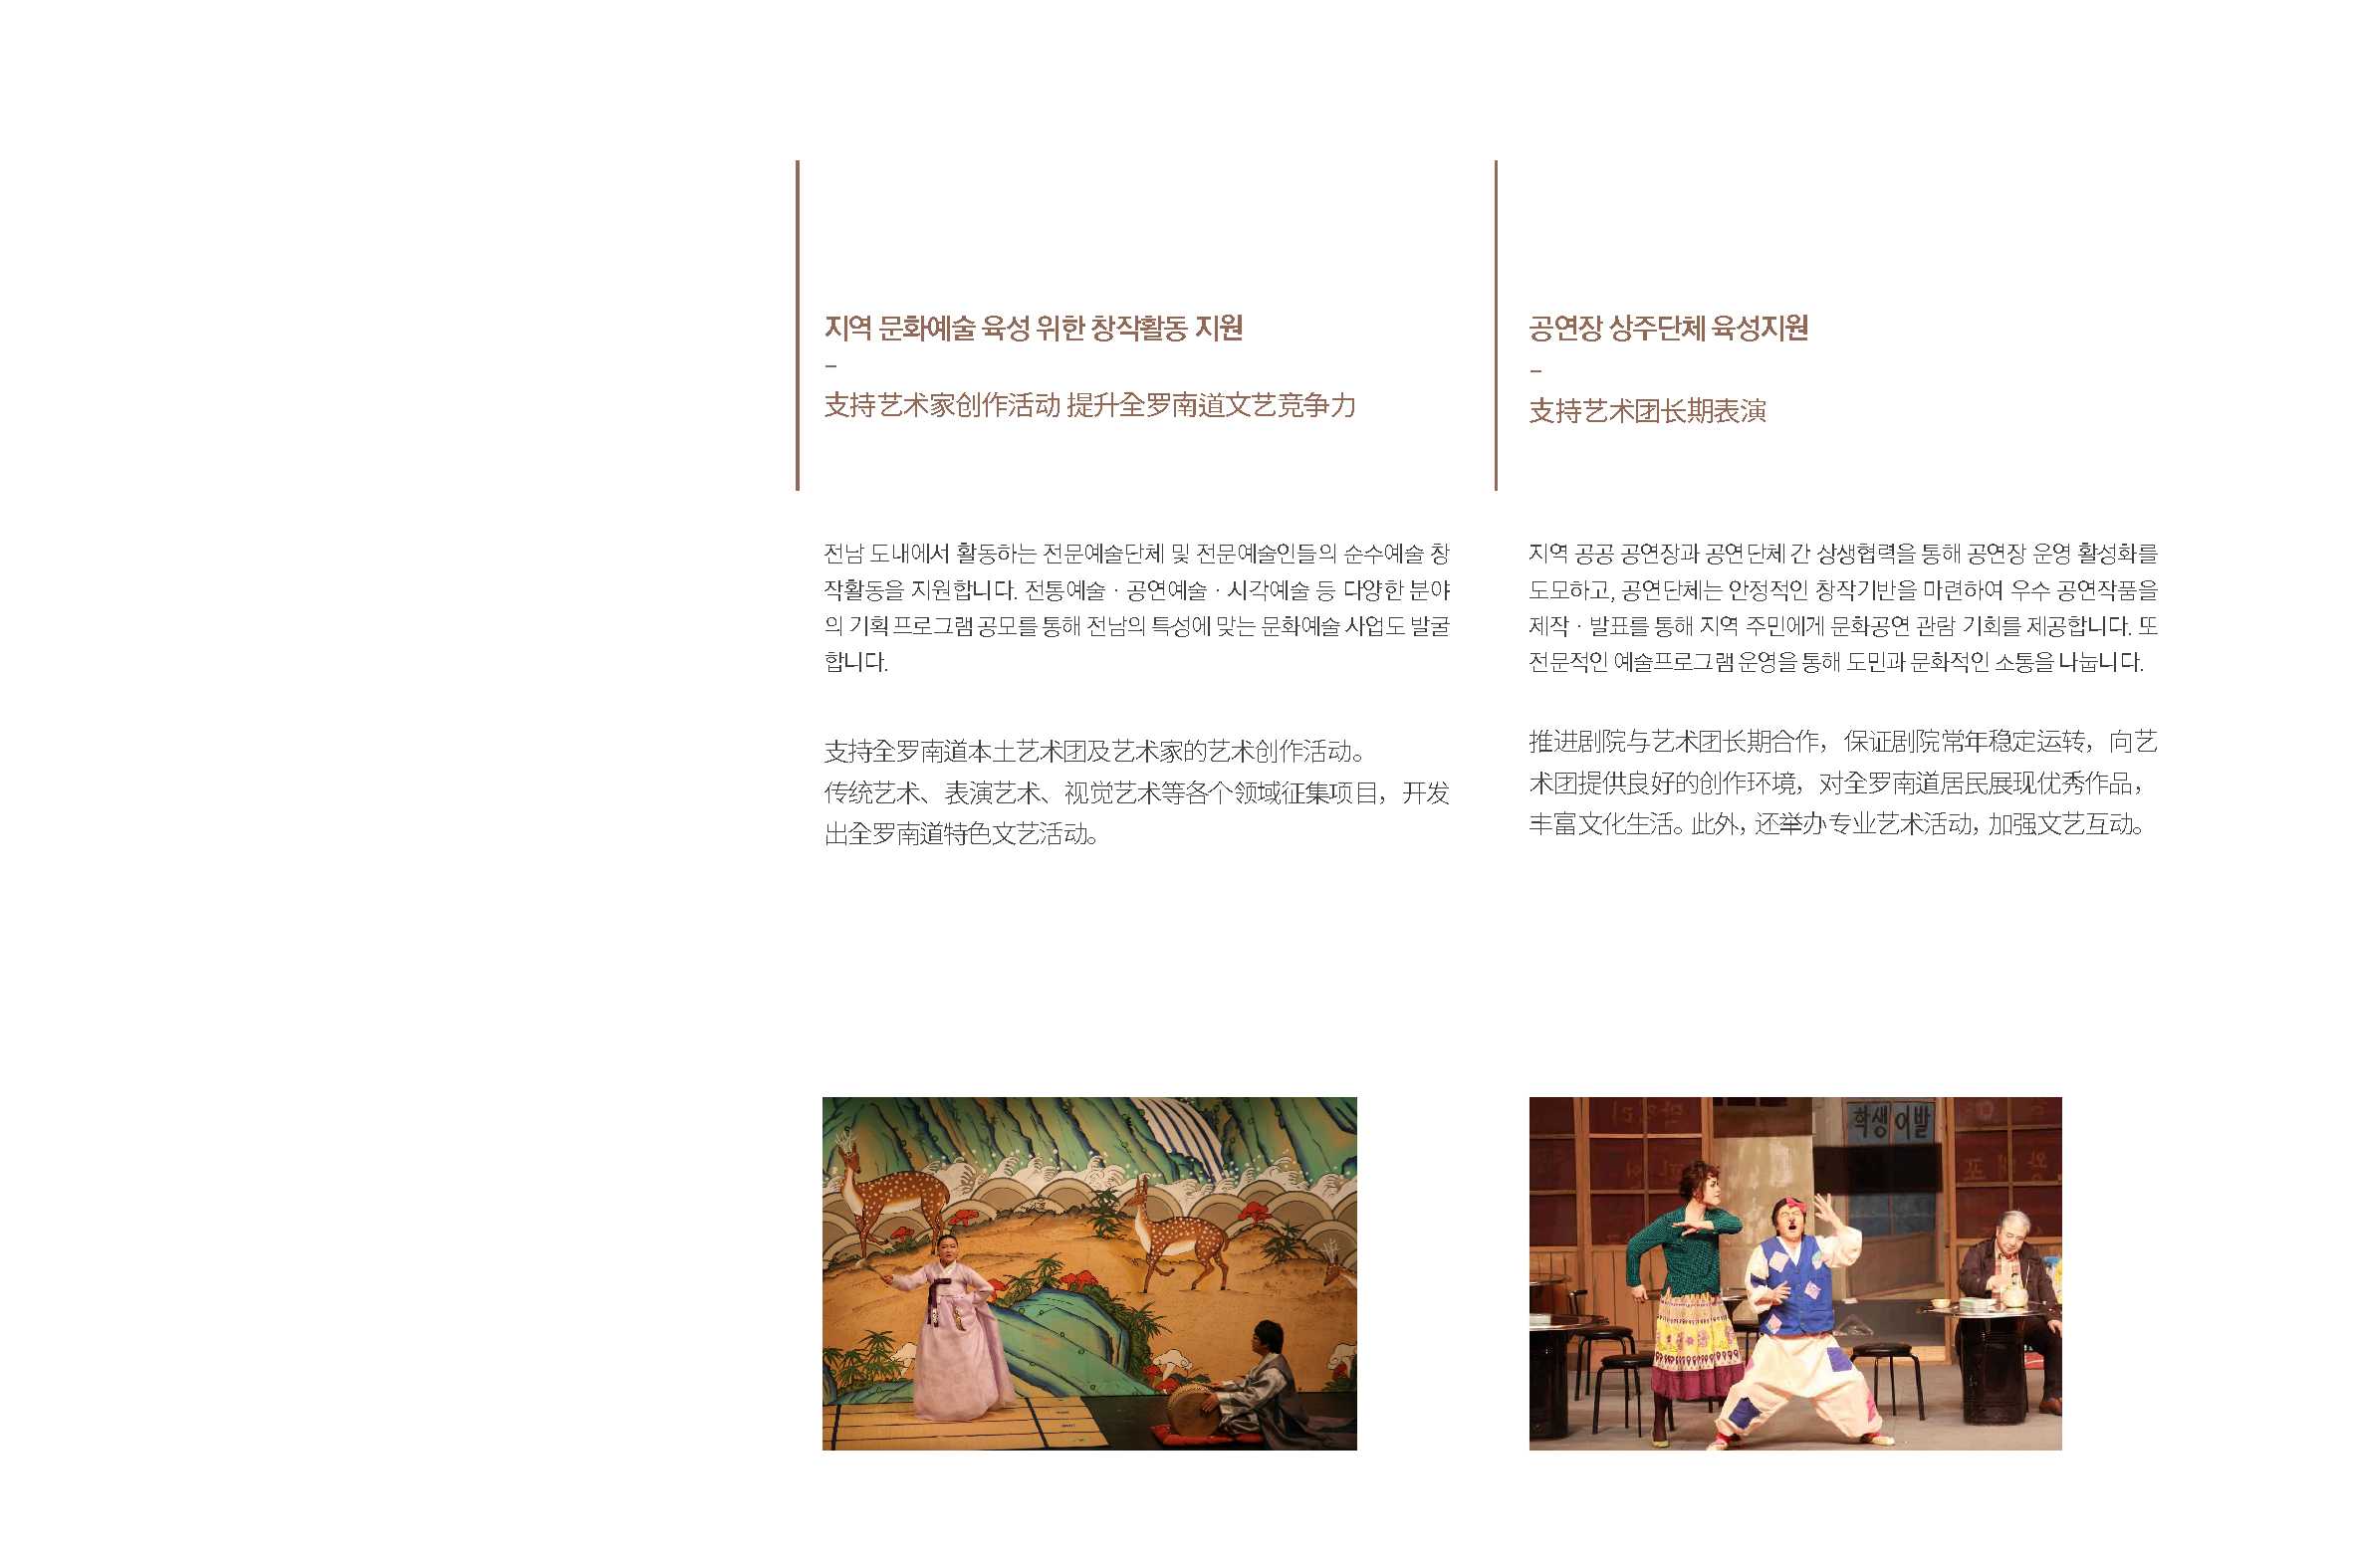 지역 문화예술 육성 위한 창작활동 지원
–
支持艺术家创作活动 提升全罗南道文艺竞争力
전남 도내에서 활동하는 전문예술단체 및 전문예술인들의 순수예술 창
작활동을 지원합니다. 전통예술 · 공연예술 · 시각예술 등 다양한 분야
의 기획 프로그램 공모를 통해 전남의 특성에 맞는 문화예술 사업도 발굴
합니다.
支持全罗南道本土艺术团及艺术家的艺术创作活动。
传统艺术、表演艺术、视觉艺术等各个领域征集项目，开发
出全罗南道特色文艺活动。
공연장 상주단체 육성지원
–
支持艺术团长期表演
지역 공공 공연장과 공연단체 간 상생협력을 통해 공연장 운영 활성화를
도모하고, 공연단체는 안정적인 창작기반을 마련하여 우수 공연작품을
제작 · 발표를 통해 지역 주민에게 문화공연 관람 기회를 제공합니다. 또
전문적인 예술프로그램 운영을 통해 도민과 문화적인 소통을 나눕니다.
推进剧院与艺术团长期合作，保证剧院常年稳定运转，向艺
术团提供良好的创作环境，对全罗南道居民展现优秀作品，
丰富文化生活。此外，还举办专业艺术活动，加强文艺互动。
학생 이발